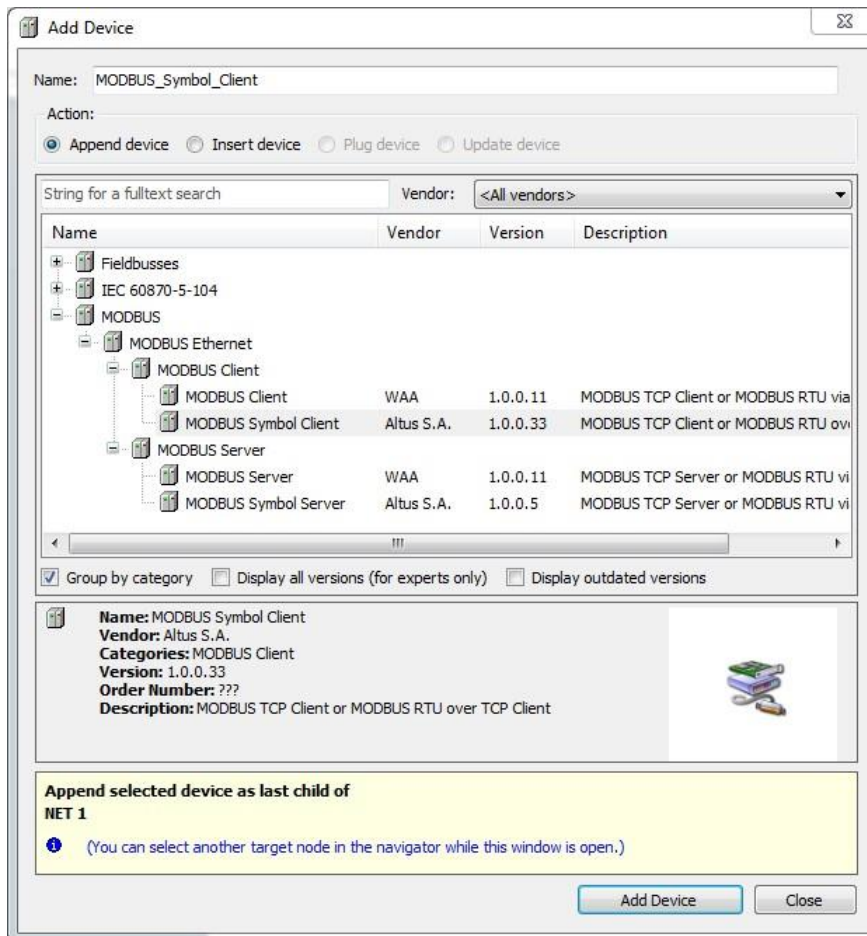 Add Device
Name: MODBUS_Symbol_Client
Action:
Append device Insert device Plug device Update device
String for a fulltext search Vendor: <All vendors>
Name Vendor Version Description
Fieldbusses
IEC 60870-5-104
MODBUS
MODBUS Ethernet
MODBUS Client
MODBUS Client WAA 1.0.0.11 MODBUS TCP Client or MODBUS RTU via
MODBUS Symbol Client Altus S.A. 1.0.0.33 MODBUS TCP Client or MODBUS RTU ov
MODBUS Server
MODBUS Server WAA 1.0.0.11 MODBUS TCP Server or MODBUS RTU vi
MODBUS Symbol Server Altus S.A. 1.0.0.5 MODBUS TCP Server or MODBUS RTU vi
Group by category Display all versions (for experts only) Display outdated versions
Name: MODBUS Symbol Client
Vendor: Altus S.A.
Categories: MODBUS Client
Version: 1.0.0.33
Order Number: ???
Description: MODBUS TCP Client or MODBUS RTU over TCP Client
Append selected device as last child of
NET 1
(You can select another target node in the navigator while this window is open.)
Add Device Close